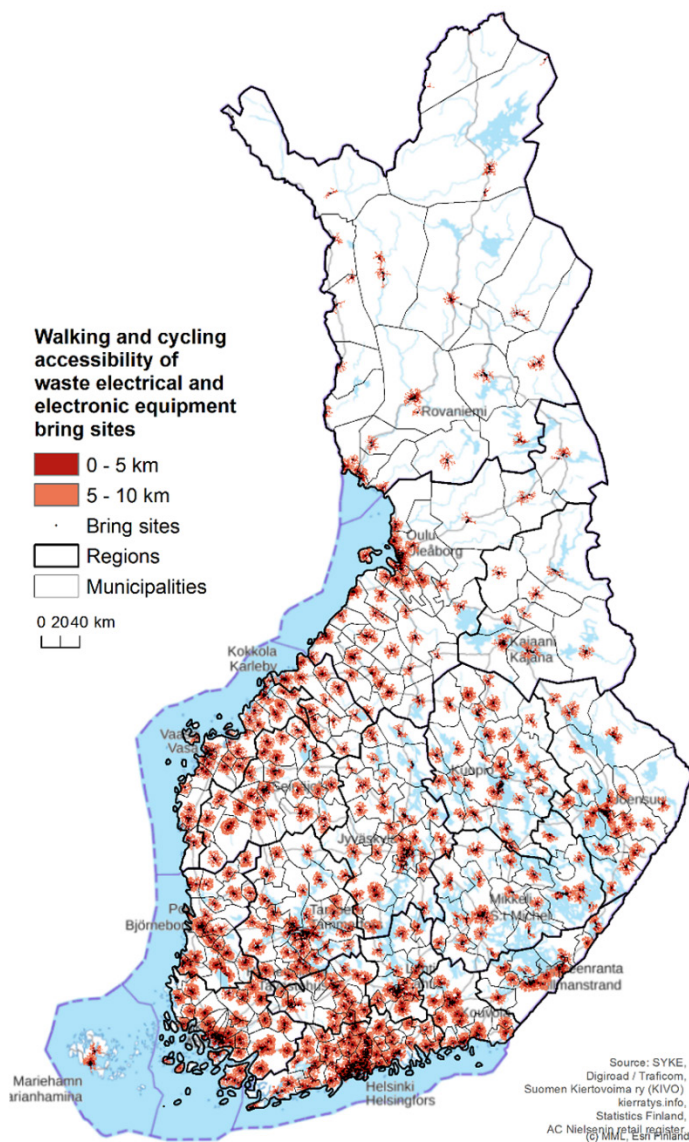 Walking and cycling
accessibility of
waste electrical and
electronic equipment
bring sites
0 - 5 km
5 - 10 km
Bring sites
Regions
Municipalities
0 2040 km
Rovaniemi
Oulu
Kajaani
Kajana
Kokkola
Karleby
Vasa
Kuopio
Joensuu
Jyväskylä
Mikkeli
S:t Michel
Björneborg
Kouvola
Mariehamn
arianhamina
Helsinki
Helsingfors
Source: SYKE,
Digiroad / Traficom,
Suomen Kiertovoima ry (KIVO)
kierratys.info,
Statistics Finland,
AC Nielsenin retail register
(c) MML, Esri Finland